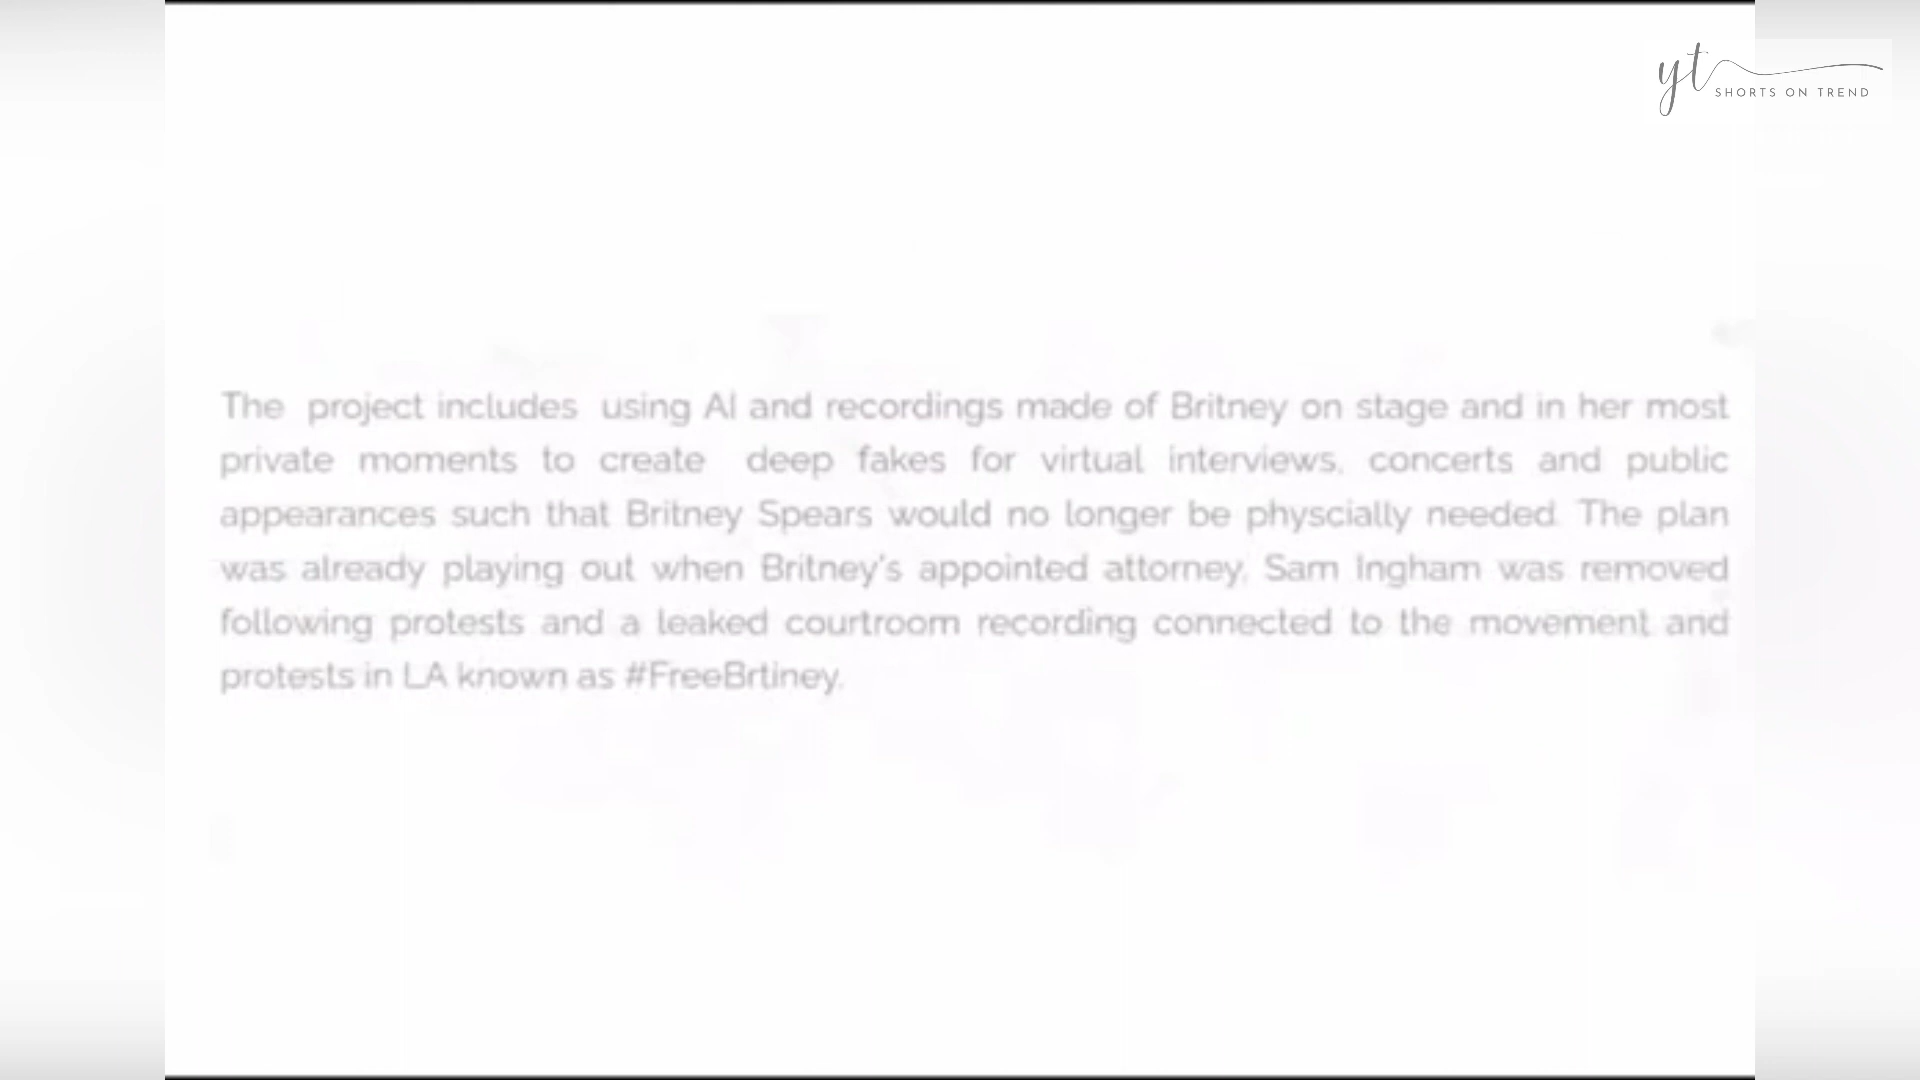 yt
SHORTS ON TREND
The project includes using AI and recordings made of Britney on stage and in her most
private moments to create deep fakes for virtual interviews, concerts and public
appearances such that Britney Spears would no longer be physcially needed. The plan
was already playing out when Britney's appointed attorney, Sam Ingham was removed
following protests and a leaked courtroom recording connected to the movement and
protests in LA known as #FreeBrtiney.